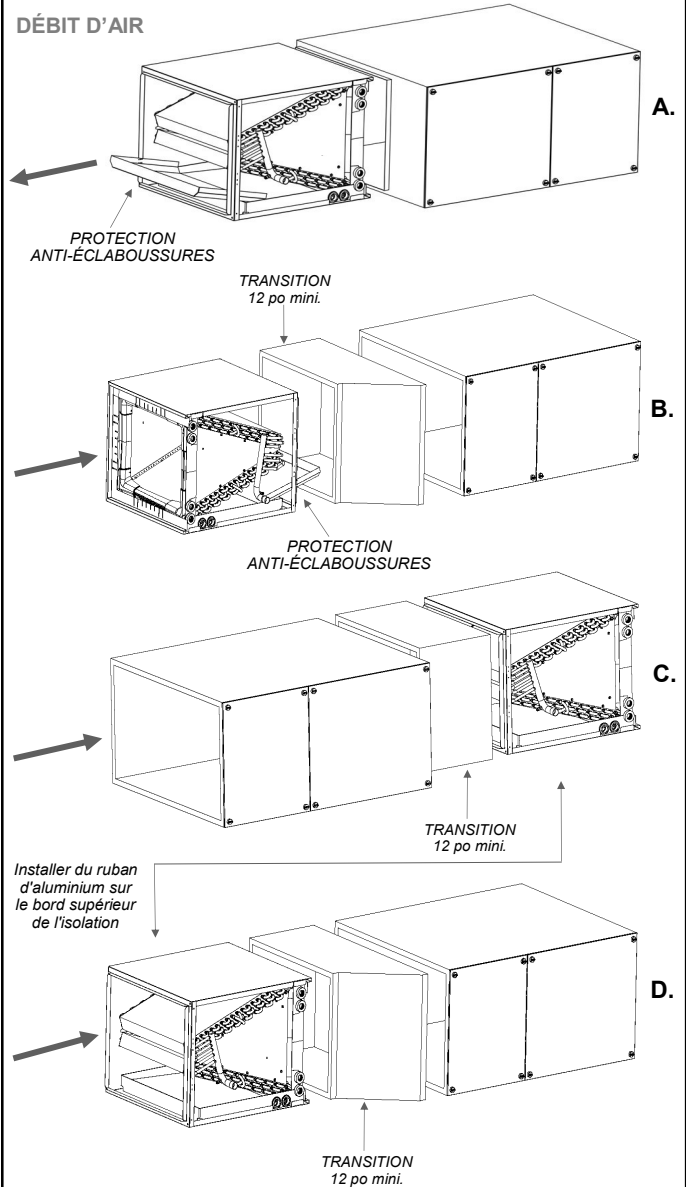 DÉBIT D’AIR
A.
PROTECTION
ANTI-ÉCLABOUSSURES
TRANSITION
12 po mini.
B.
PROTECTION
ANTI-ÉCLABOUSSURES
C.
TRANSITION
12 po mini.
Installer du ruban
d'aluminium sur
le bord supérieur
de l'isolation
D.
TRANSITION
12 po mini.